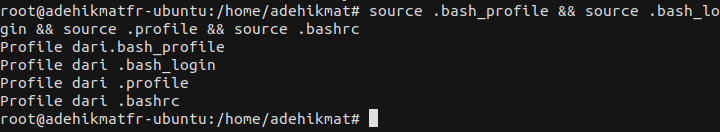 root@adehikmatfr-ubuntu:/home/adehikmat# source .bash_profile && source .bash_lo
gin && source .profile && source .bashrc
Profile dari.bash_profile
Profile dari .bash_login
Profile dari .profile
Profile dari .bashrc
root@adehikmatfr-ubuntu:/home/adehikmat#